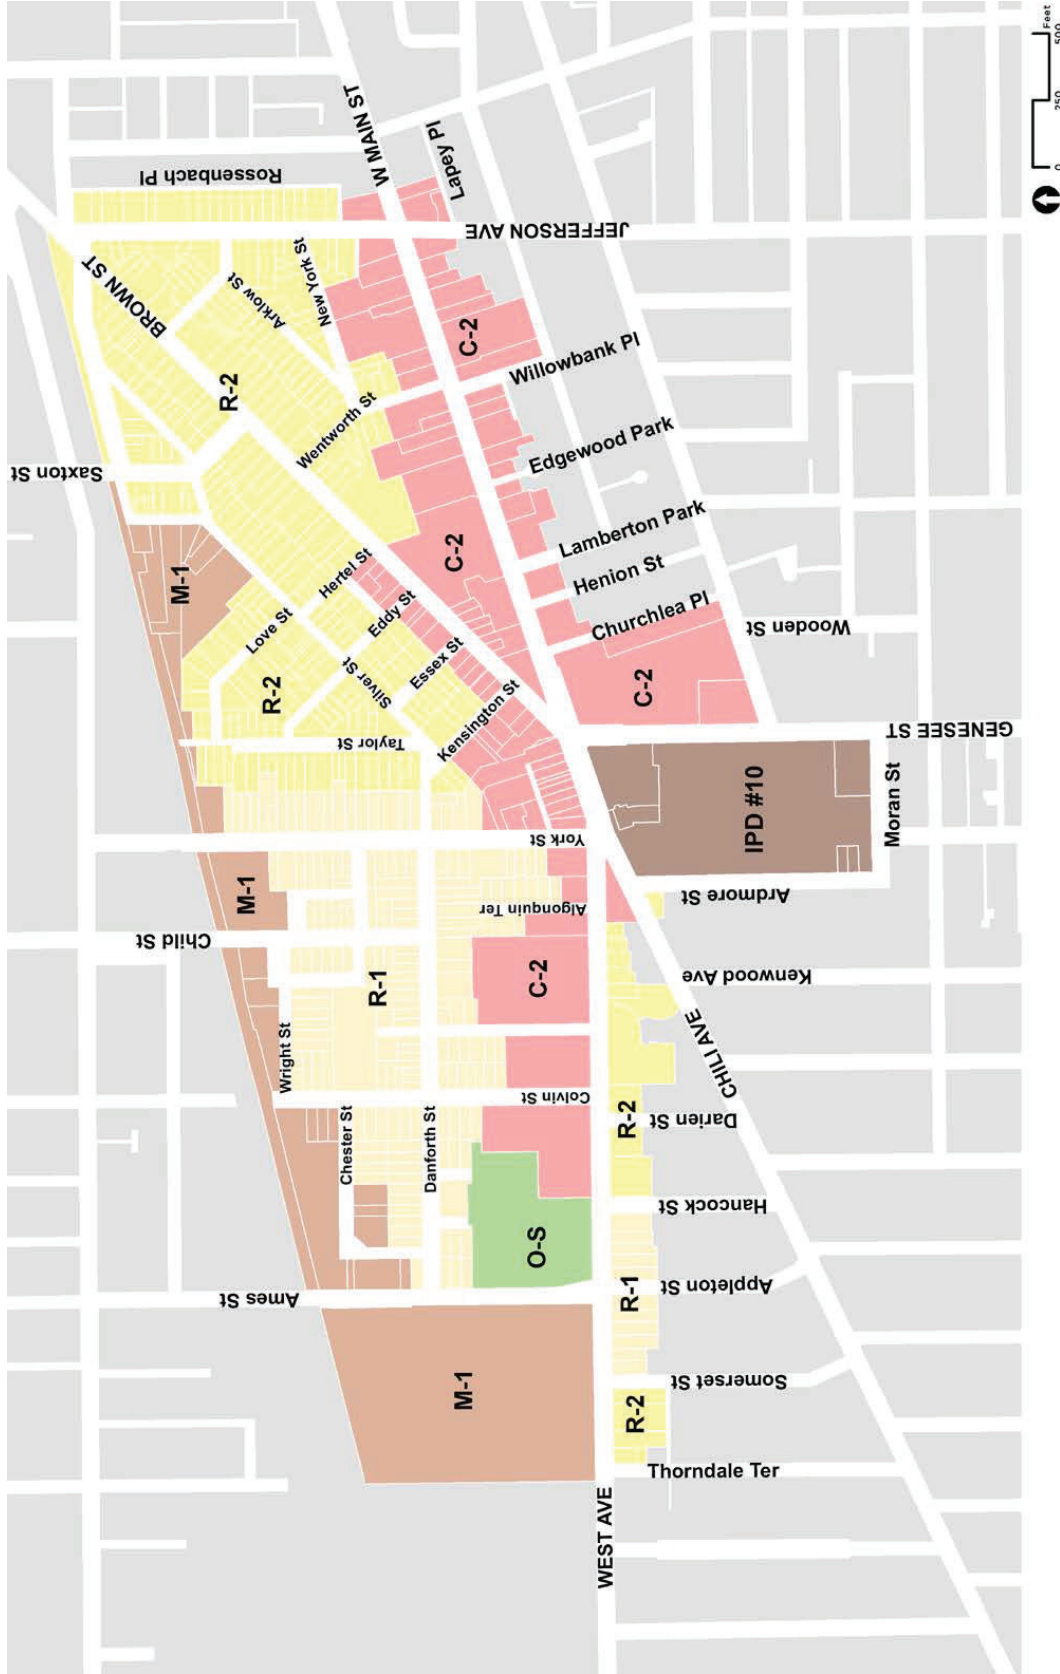 Rossenbach Pl
W MAIN ST
Lapey Pl
JEFFERSON AVE
BROWN ST
Arklow St
New York St
R-2
C-2
Willowbank Pl
Wentworth St
Saxton St
Edgewood Park
M-1
C-2
Lamberton Park
Hertel St
Henion St
Love St
Eddy St
Churchlea Pl
Wooden St
R-2
Silver St
Essex St
C-2
Taylor St
Kensington St
GENESEE ST
IPD #10
Moran St
York St
M-1
Algonquin Ter
Ardmore St
Child St
R-1
C-2
Kenwood Ave
Wright St
CHILI AVE
Colvin St
Chester St
Danforth St
R-2
Darien St
Hancock St
O-S
Ames St
R-1
Appleton St
M-1
Somerset St
R-2
Thorndale Ter
WEST AVE
0
250
500
Feet